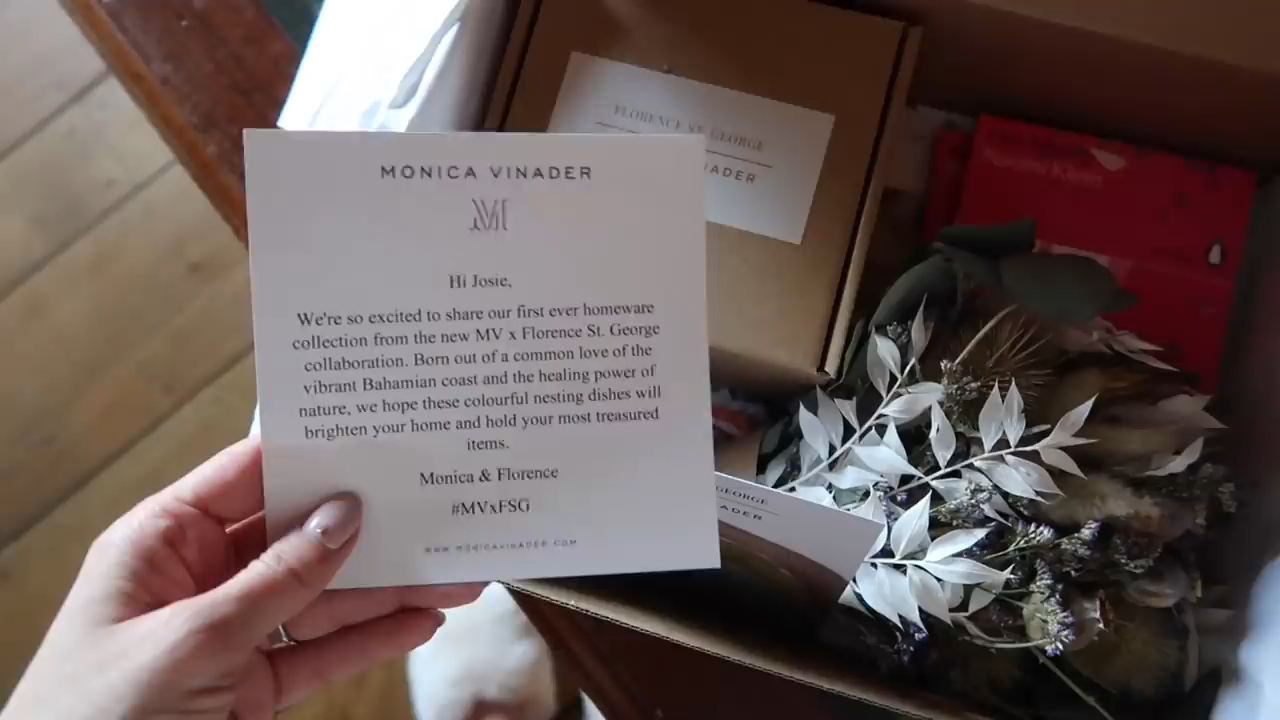 MONICA VINADER
M
Hi Josie,
We're so excited to share our first ever homeware
collection from the new MV x Florence St. George
collaboration. Born out of a common love of the
vibrant Bahamian coast and the healing power of
nature, we hope these colourful nesting dishes will
brighten your home and hold your most treasured
items.
Monica & Florence
#MVxFSG
WWW.MONICAVINADER.COM
FLORENCE ST. GEORGE
NADER
GEORGE
ADER